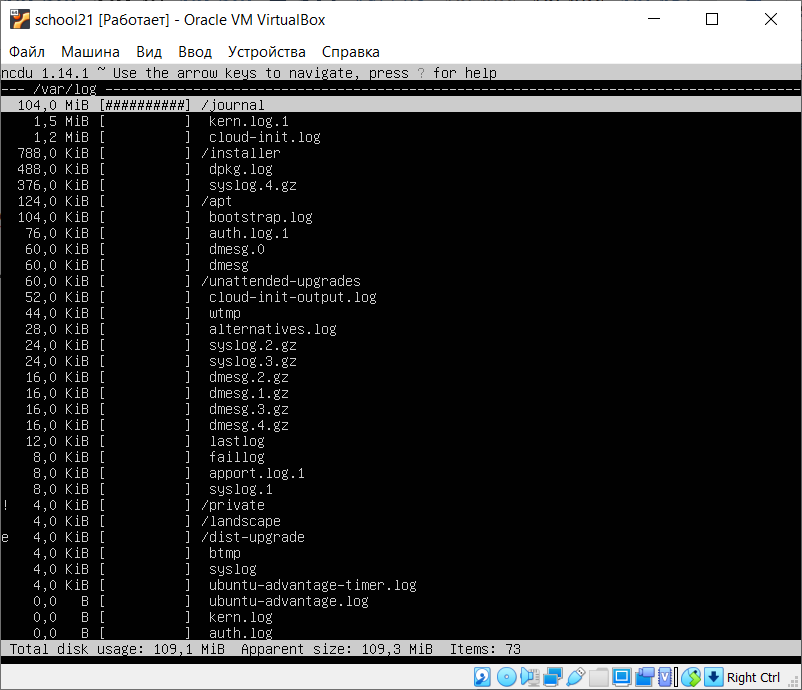 school21 [Работает] - Oracle VM VirtualBox
Файл Машина Вид Ввод Устройства Справка
ncdu 1.14.1 ~ Use the arrow keys to navigate, press ? for help
--- /var/log ---------------------------------------------------------------------------------------
  104,0 MiB [##########] /journal
    1,5 MiB [          ]  kern.log.1
    1,2 MiB [          ]  cloud-init.log
  788,0 KiB [          ] /installer
  488,0 KiB [          ]  dpkg.log
  376,0 KiB [          ]  syslog.4.gz
  124,0 KiB [          ] /apt
  104,0 KiB [          ]  bootstrap.log
   76,0 KiB [          ]  auth.log.1
   60,0 KiB [          ]  dmesg.0
   60,0 KiB [          ]  dmesg
   60,0 KiB [          ] /unattended-upgrades
   52,0 KiB [          ]  cloud-init-output.log
   44,0 KiB [          ]  wtmp
   28,0 KiB [          ]  alternatives.log
   24,0 KiB [          ]  syslog.2.gz
   24,0 KiB [          ]  syslog.3.gz
   16,0 KiB [          ]  dmesg.2.gz
   16,0 KiB [          ]  dmesg.1.gz
   16,0 KiB [          ]  dmesg.3.gz
   16,0 KiB [          ]  dmesg.4.gz
   12,0 KiB [          ]  lastlog
    8,0 KiB [          ]  faillog
    8,0 KiB [          ]  apport.log.1
    8,0 KiB [          ]  syslog.1
!   4,0 KiB [          ] /private
    4,0 KiB [          ] /landscape
e   4,0 KiB [          ] /dist-upgrade
    4,0 KiB [          ]  btmp
    4,0 KiB [          ]  syslog
    4,0 KiB [          ]  ubuntu-advantage-timer.log
    0,0   B [          ]  ubuntu-advantage.log
    0,0   B [          ]  kern.log
    0,0   B [          ]  auth.log
Total disk usage: 109,1 MiB  Apparent size: 109,3 MiB  Items: 73
Right Ctrl